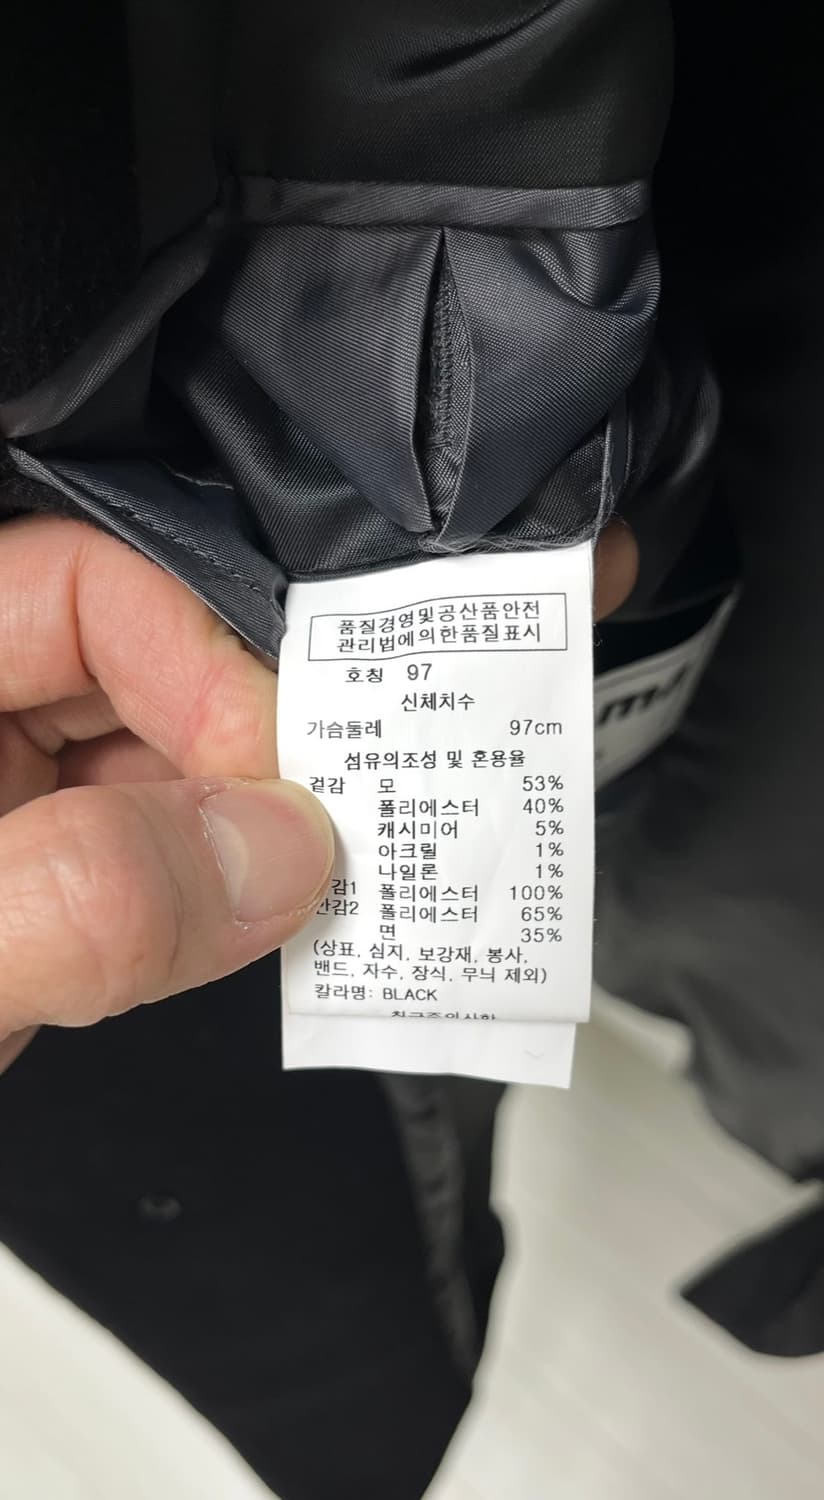 품질경영및공산품안전
관리법에의한품질표시
호칭 97
신체치수
가슴둘레 97cm
섬유의조성 및 혼용율
겉감 모 53%
폴리에스터 40%
캐시미어 5%
아크릴 1%
나일론 1%
감1 폴리에스터 100%
안감2 폴리에스터 65%
면 35%
(상표, 심지, 보강재, 봉사,
밴드, 자수, 장식, 무늬 제외)
칼라명: BLACK